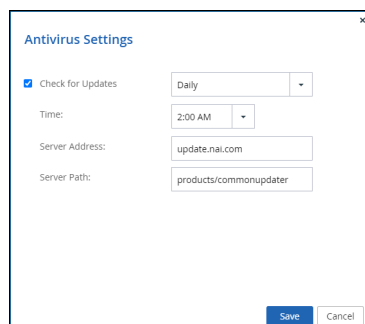 ×
Antivirus Settings
Check for Updates Daily
Time: 2:00 AM
Server Address: update.nai.com
Server Path: products/commonupdater
Save Cancel